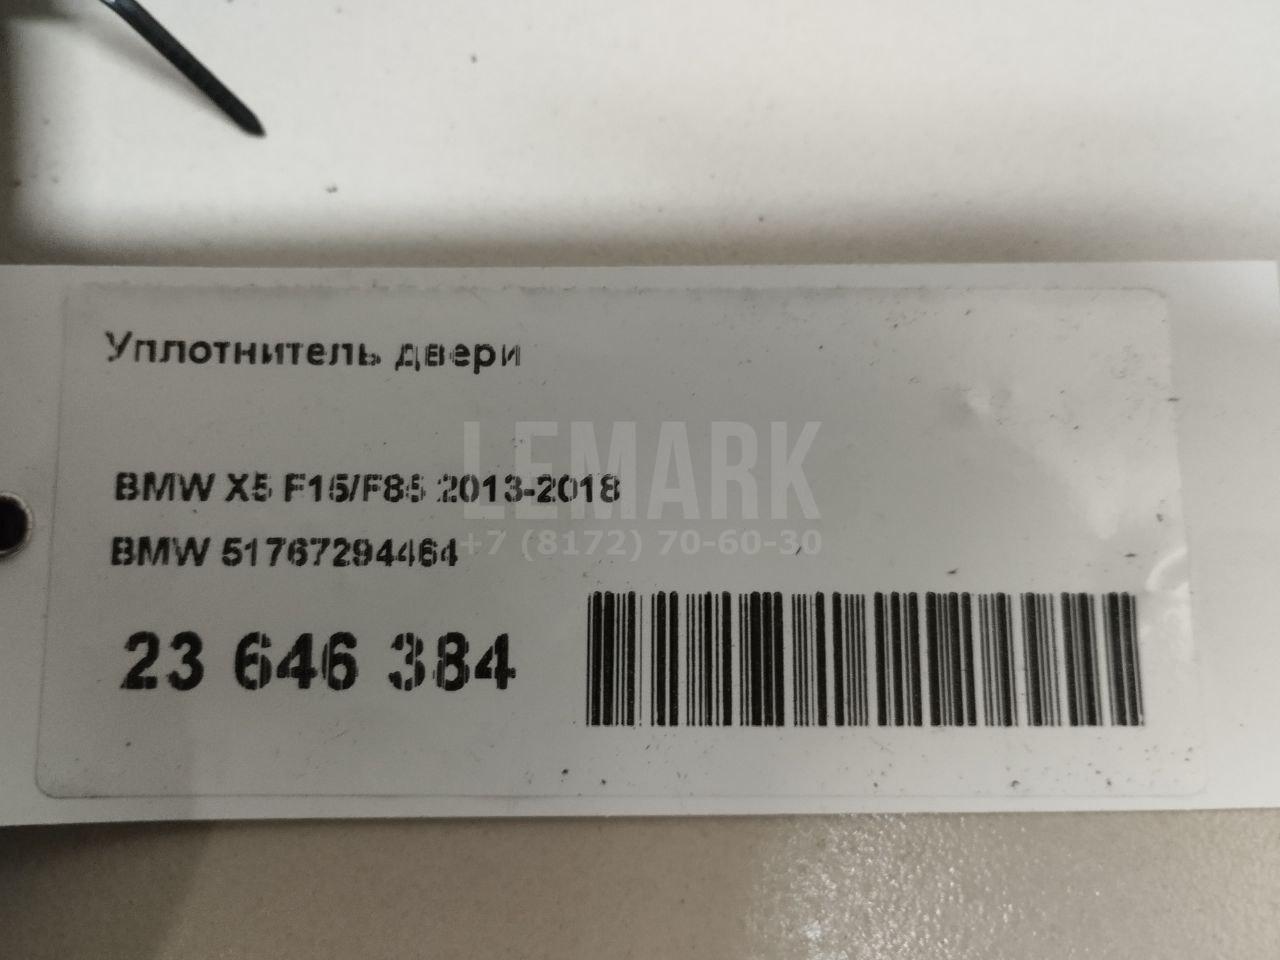 Уплотнитель двери
LEMARK
BMW X5 F15/F85 2013-2018
+7 (8172) 70-60-30
BMW 51767294464
23 646 384